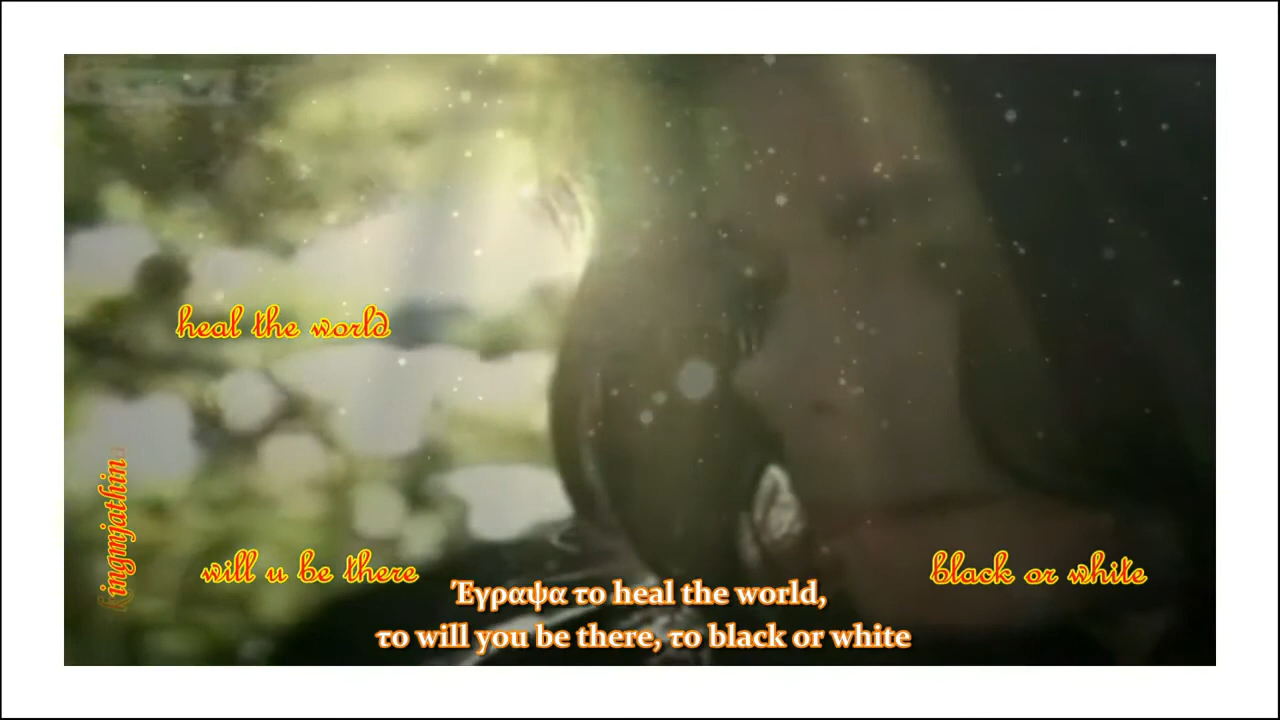 heal the world
kingmjathina
will u be there
black or white
Έγραψα το heal the world,
το will you be there, το black or white